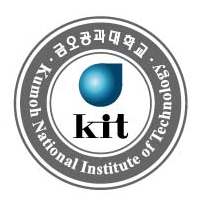 · 금오공과대학교 ·
kit
Kumoh National Institute of Technology